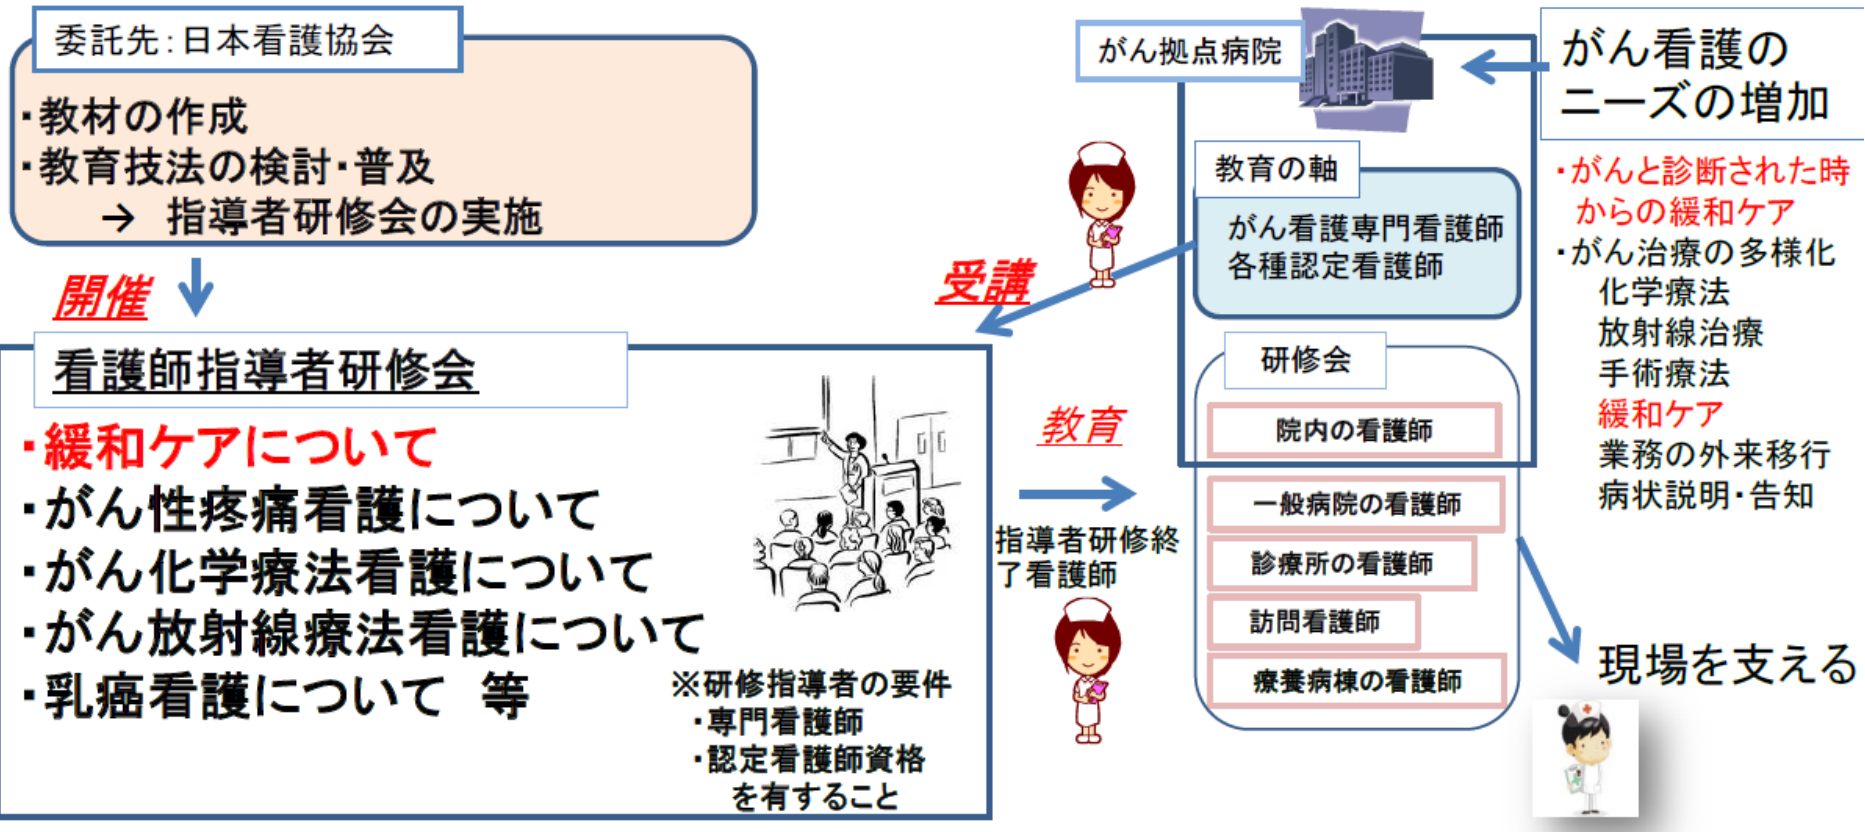 委託先：日本看護協会
・教材の作成
・教育技法の検討・普及
→ 指導者研修会の実施
開催
看護師指導者研修会
・緩和ケアについて
・がん性疼痛看護について
・がん化学療法看護について
・がん放射線療法看護について
・乳癌看護について 等
※研修指導者の要件
・専門看護師
・認定看護師資格
を有すること
受講
教育
指導者研修終
了看護師
がん拠点病院
教育の軸
がん看護専門看護師
各種認定看護師
研修会
院内の看護師
一般病院の看護師
診療所の看護師
訪問看護師
療養病棟の看護師
がん看護の
ニーズの増加
・がんと診断された時
からの緩和ケア
・がん治療の多様化
化学療法
放射線治療
手術療法
緩和ケア
業務の外来移行
病状説明・告知
現場を支える